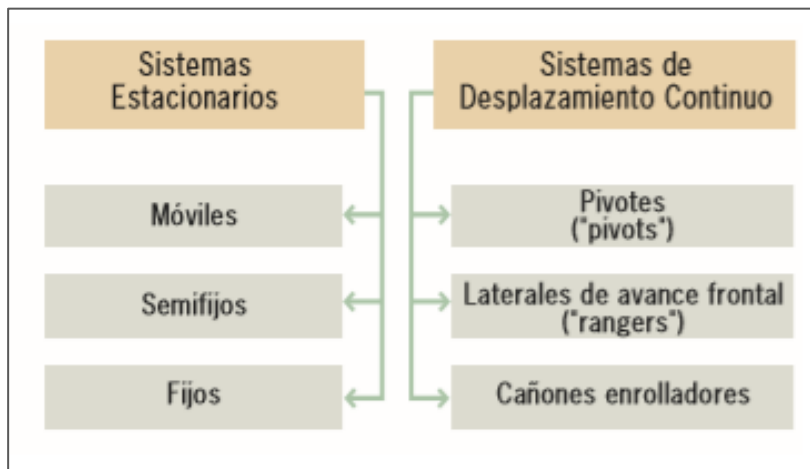 Sistemas
Estacionarios
Móviles
Semifijos
Fijos
Sistemas de
Desplazamiento Continuo
Pivotes
("pivots")
Laterales de avance frontal
("rangers")
Cañones enrolladores